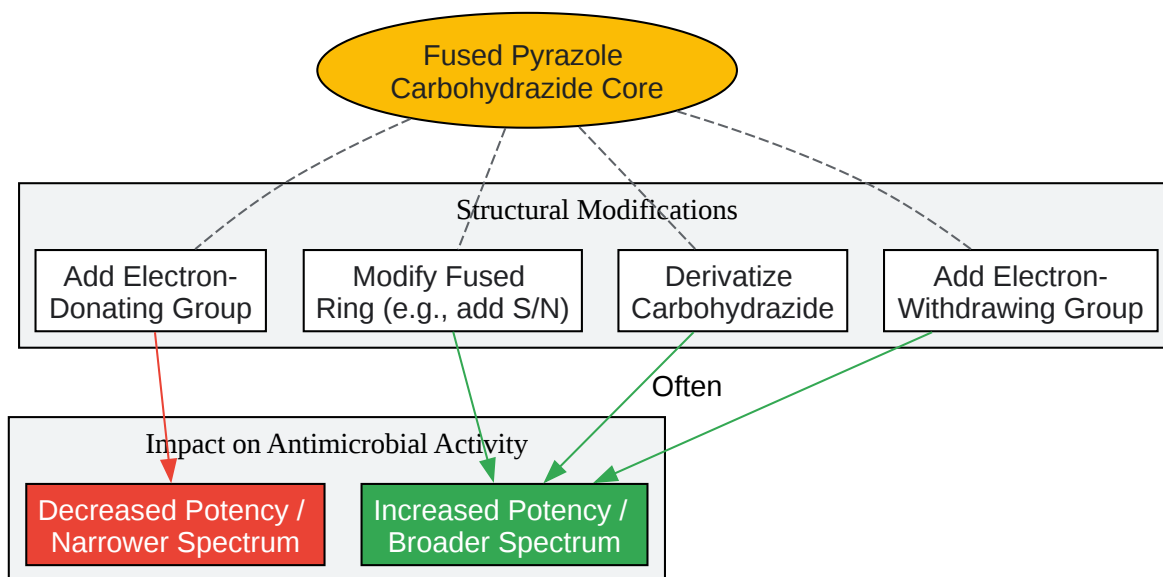 Fused Pyrazole
Carbohydrazide Core
Structural Modifications
Add Electron-
Donating Group
Modify Fused
Ring (e.g., add S/N)
Derivatize
Carbohydrazide
Add Electron-
Withdrawing Group
Often
Impact on Antimicrobial Activity
Decreased Potency /
Narrower Spectrum
Increased Potency /
Broader Spectrum